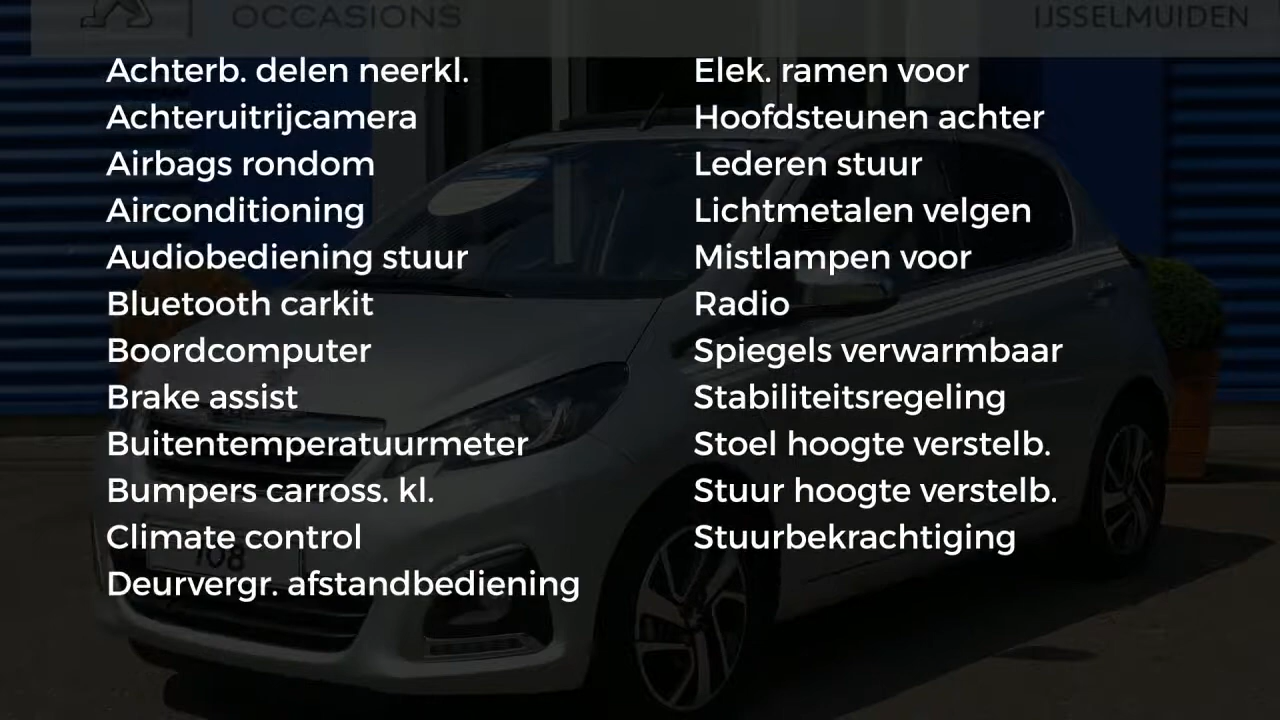 OCCASIONS
IJSSELMUIDEN
Achterb. delen neerkl.
Achteruitrijcamera
Airbags rondom
Airconditioning
Audiobediening stuur
Bluetooth carkit
Boordcomputer
Brake assist
Buitentemperatuurmeter
Bumpers carross. kl.
Climate control
Deurvergr. afstandbediening
Elek. ramen voor
Hoofdsteunen achter
Lederen stuur
Lichtmetalen velgen
Mistlampen voor
Radio
Spiegels verwarmbaar
Stabiliteitsregeling
Stoel hoogte verstelb.
Stuur hoogte verstelb.
Stuurbekrachtiging
108